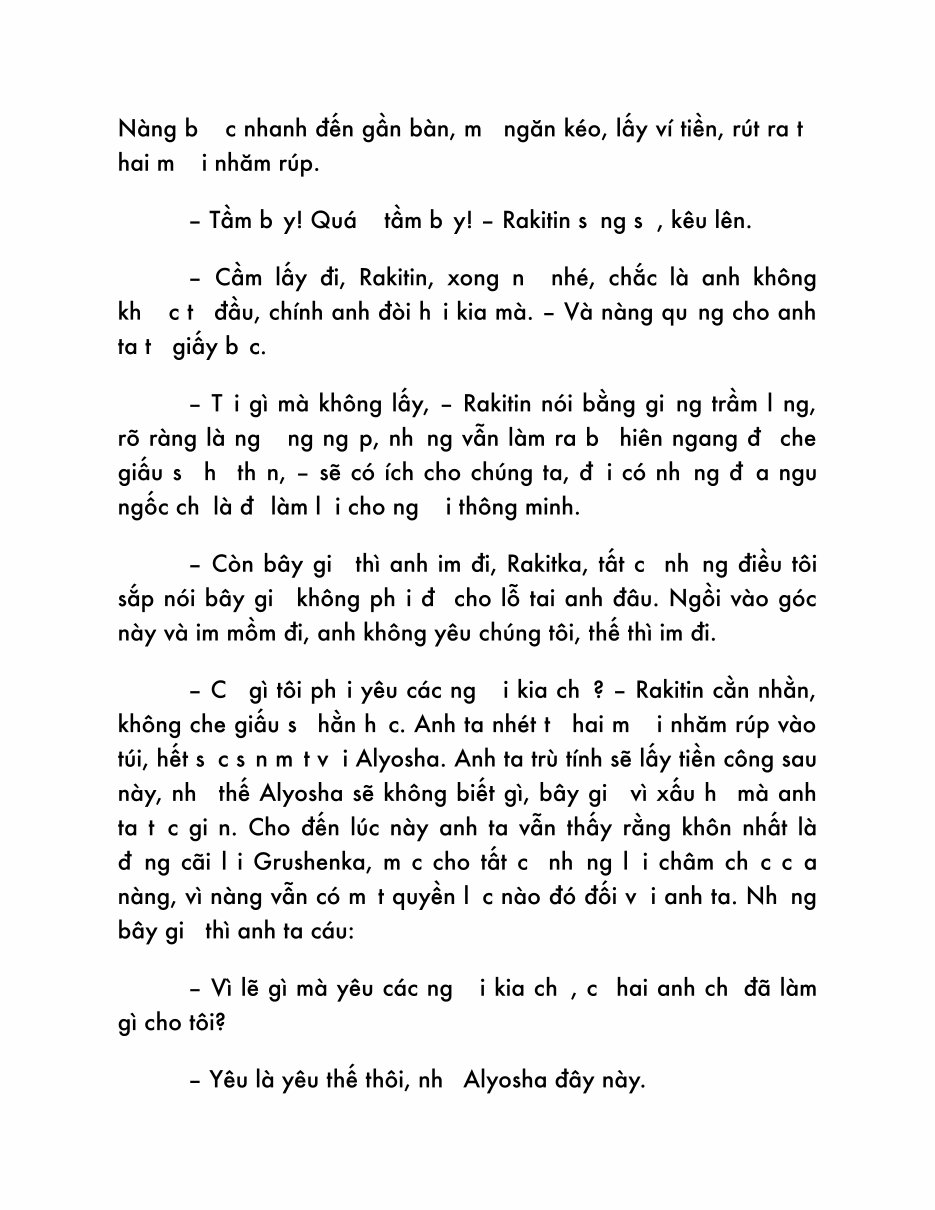 Nàng b c nhanh đến gần bàn, m ngăn kéo, lấy ví tiền, rút ra t
hai m i nhăm rúp.
– Tầm b y! Quá tầm b y! – Rakitin s ng s , kêu lên.
– Cầm lấy đi, Rakitin, xong n nhé, chắc là anh không
kh c t đầu, chính anh đòi h i kia mà. – Và nàng qu ng cho anh
ta t giấy b c.
– T i gì mà không lấy, – Rakitin nói bằng gi ng trầm l ng,
rõ ràng là ng ng ng p, nh ng vẫn làm ra b hiên ngang đ che
giấu s h th n, – sẽ có ích cho chúng ta, đ i có nh ng đ a ngu
ngốc ch là đ làm l i cho ng i thông minh.
– Còn bây gi thì anh im đi, Rakitka, tất c nh ng điều tôi
sắp nói bây gi không ph i đ cho lỗ tai anh đâu. Ngồi vào góc
này và im mồm đi, anh không yêu chúng tôi, thế thì im đi.
– C gì tôi ph i yêu các ng i kia ch ? – Rakitin cằn nhằn,
không che giấu s hằn h c. Anh ta nhét t hai m i nhăm rúp vào
túi, hết s c s n m t v i Alyosha. Anh ta trù tính sẽ lấy tiền công sau
này, nh thế Alyosha sẽ không biết gì, bây gi vì xấu h mà anh
ta t c gi n. Cho đến lúc này anh ta vẫn thấy rằng khôn nhất là
đ ng cãi l i Grushenka, m c cho tất c nh ng l i châm ch c c a
nàng, vì nàng vẫn có m t quyền l c nào đó đối v i anh ta. Nh ng
bây gi thì anh ta cáu:
– Vì lẽ gì mà yêu các ng i kia ch , c hai anh ch đã làm
gì cho tôi?
– Yêu là yêu thế thôi, nh Alyosha đây này.